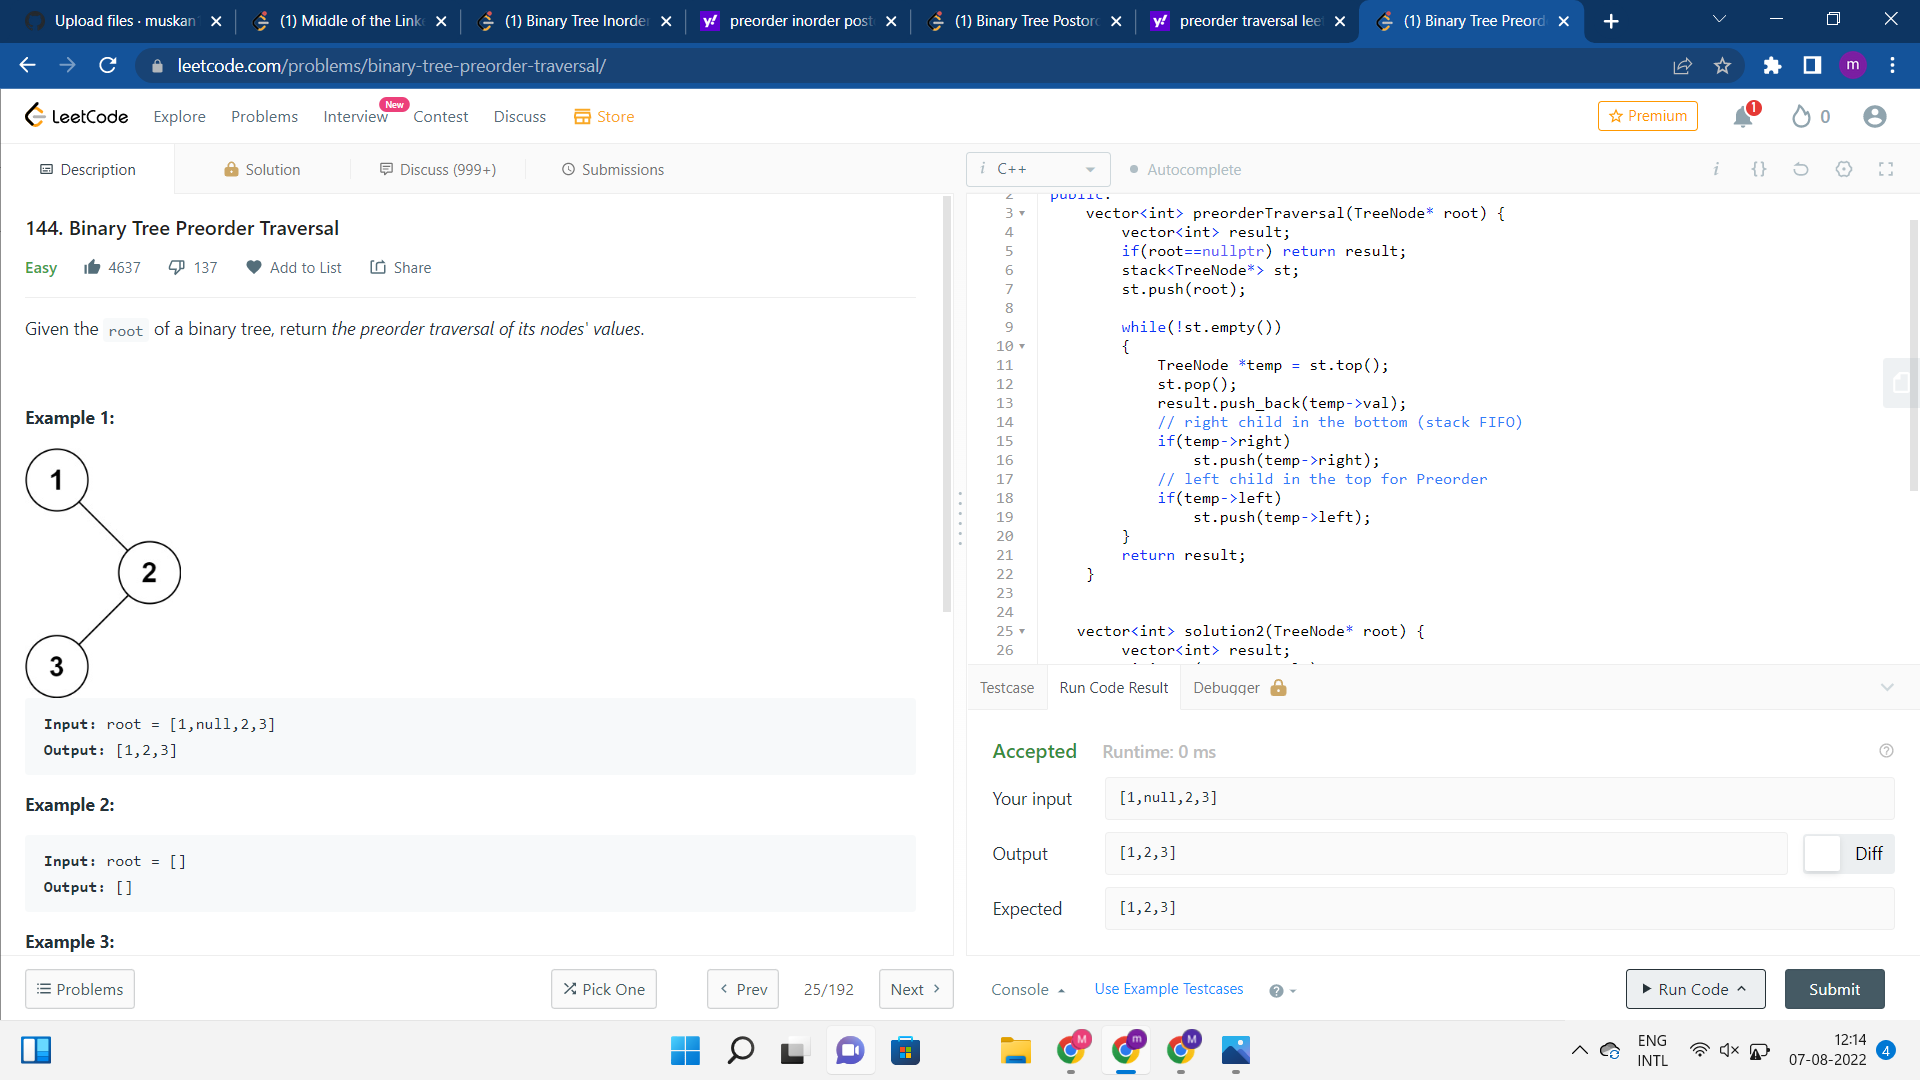 Upload files · muskan
(1) Middle of the Linke
(1) Binary Tree Inorder
preorder inorder post
(1) Binary Tree Postorc
preorder traversal leet
(1) Binary Tree Preord
leetcode.com/problems/binary-tree-preorder-traversal/
m
LeetCode
Explore
Problems
Interview
New
Contest
Discuss
Store
Premium
1
0
Description
Solution
Discuss (999+)
Submissions
i C++
Autocomplete
144. Binary Tree Preorder Traversal
Easy
4637
137
Add to List
Share
Given the root of a binary tree, return the preorder traversal of its nodes' values.
Example 1:
1
2
3
Input: root = [1,null,2,3]
Output: [1,2,3]
Example 2:
Input: root = []
Output: []
Example 3:
2 public:
3 vector<int> preorderTraversal(TreeNode* root) {
4 vector<int> result;
5 if(root==nullptr) return result;
6 stack<TreeNode*> st;
7 st.push(root);
8
9 while(!st.empty())
10 {
11 TreeNode *temp = st.top();
12 st.pop();
13 result.push_back(temp->val);
14 // right child in the bottom (stack FIFO)
15 if(temp->right)
16 st.push(temp->right);
17 // left child in the top for Preorder
18 if(temp->left)
19 st.push(temp->left);
20 }
21 return result;
22 }
23
24
25 vector<int> solution2(TreeNode* root) {
26 vector<int> result;
Testcase
Run Code Result
Debugger
Accepted
Runtime: 0 ms
Your input
[1,null,2,3]
Output
[1,2,3]
Diff
Expected
[1,2,3]
Problems
Pick One
Prev
25/192
Next
Console
Use Example Testcases
Run Code
Submit
M
m
M
ENG
INTL
12:14
07-08-2022
4